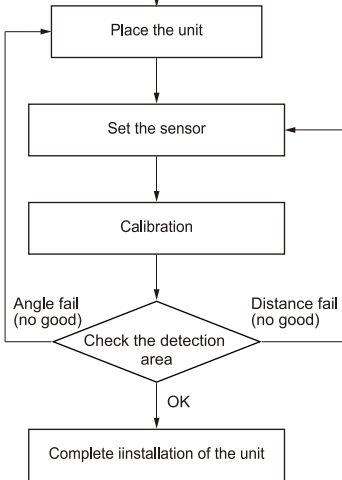 Place the unit
Set the sensor
Calibration
Angle fail
(no good)
Distance fail
(no good)
Check the detection
area
OK
Complete iinstallation of the unit